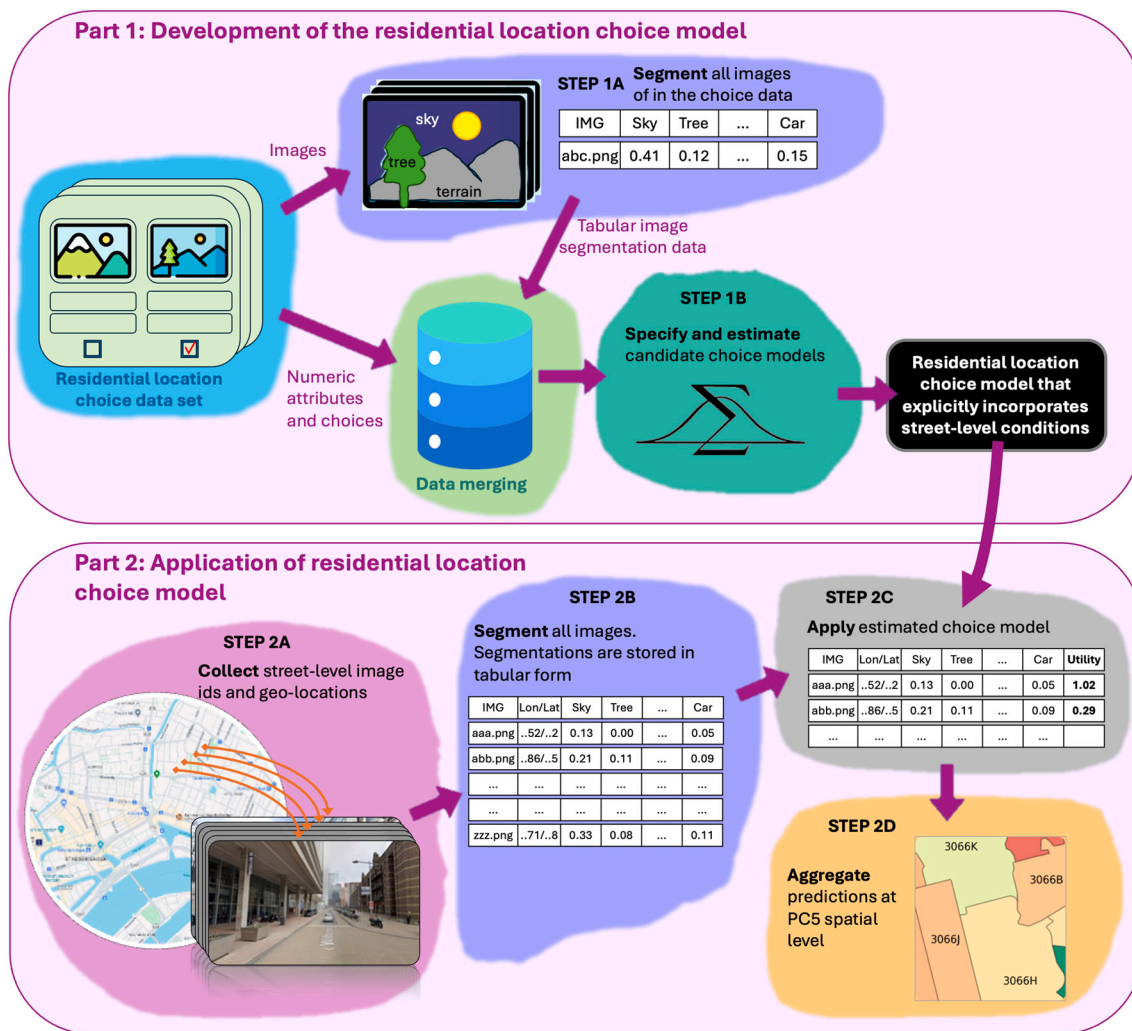 Part 1: Development of the residential location choice model
STEP 1A
Segment all images
of in the choice data
IMG Sky Tree ... Car
abc.png 0.41 0.12 ... 0.15
sky
tree
terrain
Images
Tabular image
segmentation data
Residential location
choice data set
Numeric
attributes
and choices
Data merging
STEP 1B
Specify and estimate
candidate choice models
Σ
Residential location
choice model that
explicitly incorporates
street-level conditions
Part 2: Application of residential location
choice model
STEP 2A
Collect street-level image
ids and geo-locations
STEP 2B
Segment all images.
Segmentations are stored in
tabular form
IMG Lon/Lat Sky Tree ... Car
aaa.png ..52/..2 0.13 0.00 ... 0.05
abb.png ..86/..5 0.21 0.11 ... 0.09
... ... ... ... ... ...
... ... ... ... ... ...
zzz.png ..71/..8 0.33 0.08 ... 0.11
STEP 2C
Apply estimated choice model
IMG Lon/Lat Sky Tree ... Car Utility
aaa.png ..52/..2 0.13 0.00 ... 0.05 1.02
abb.png ..86/..5 0.21 0.11 ... 0.09 0.29
... ... ... ... ... ...
STEP 2D
Aggregate
predictions at
PC5 spatial
level
3066K
3066B
3066J
3066H